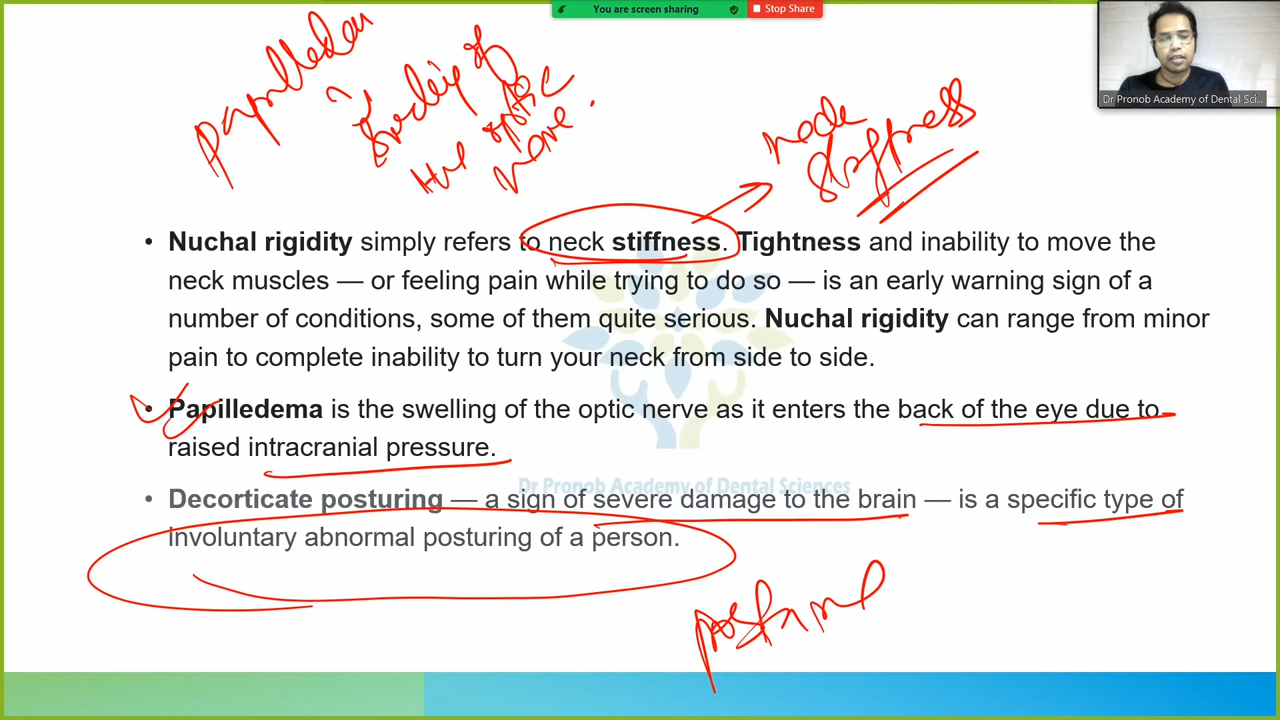 You are screen sharing Stop Share
Dr Pronob Academy of Dental Sci...
papilledem
is
of
the optic
nerve.
stiffness
• Nuchal rigidity simply refers to neck stiffness. Tightness and inability to move the
neck muscles — or feeling pain while trying to do so — is an early warning sign of a
number of conditions, some of them quite serious. Nuchal rigidity can range from minor
pain to complete inability to turn your neck from side to side.
• Papilledema is the swelling of the optic nerve as it enters the back of the eye due to
raised intracranial pressure.
Dr Pronob Academy of Dental Sciences
• Decorticate posturing — a sign of severe damage to the brain — is a specific type of
involuntary abnormal posturing of a person.